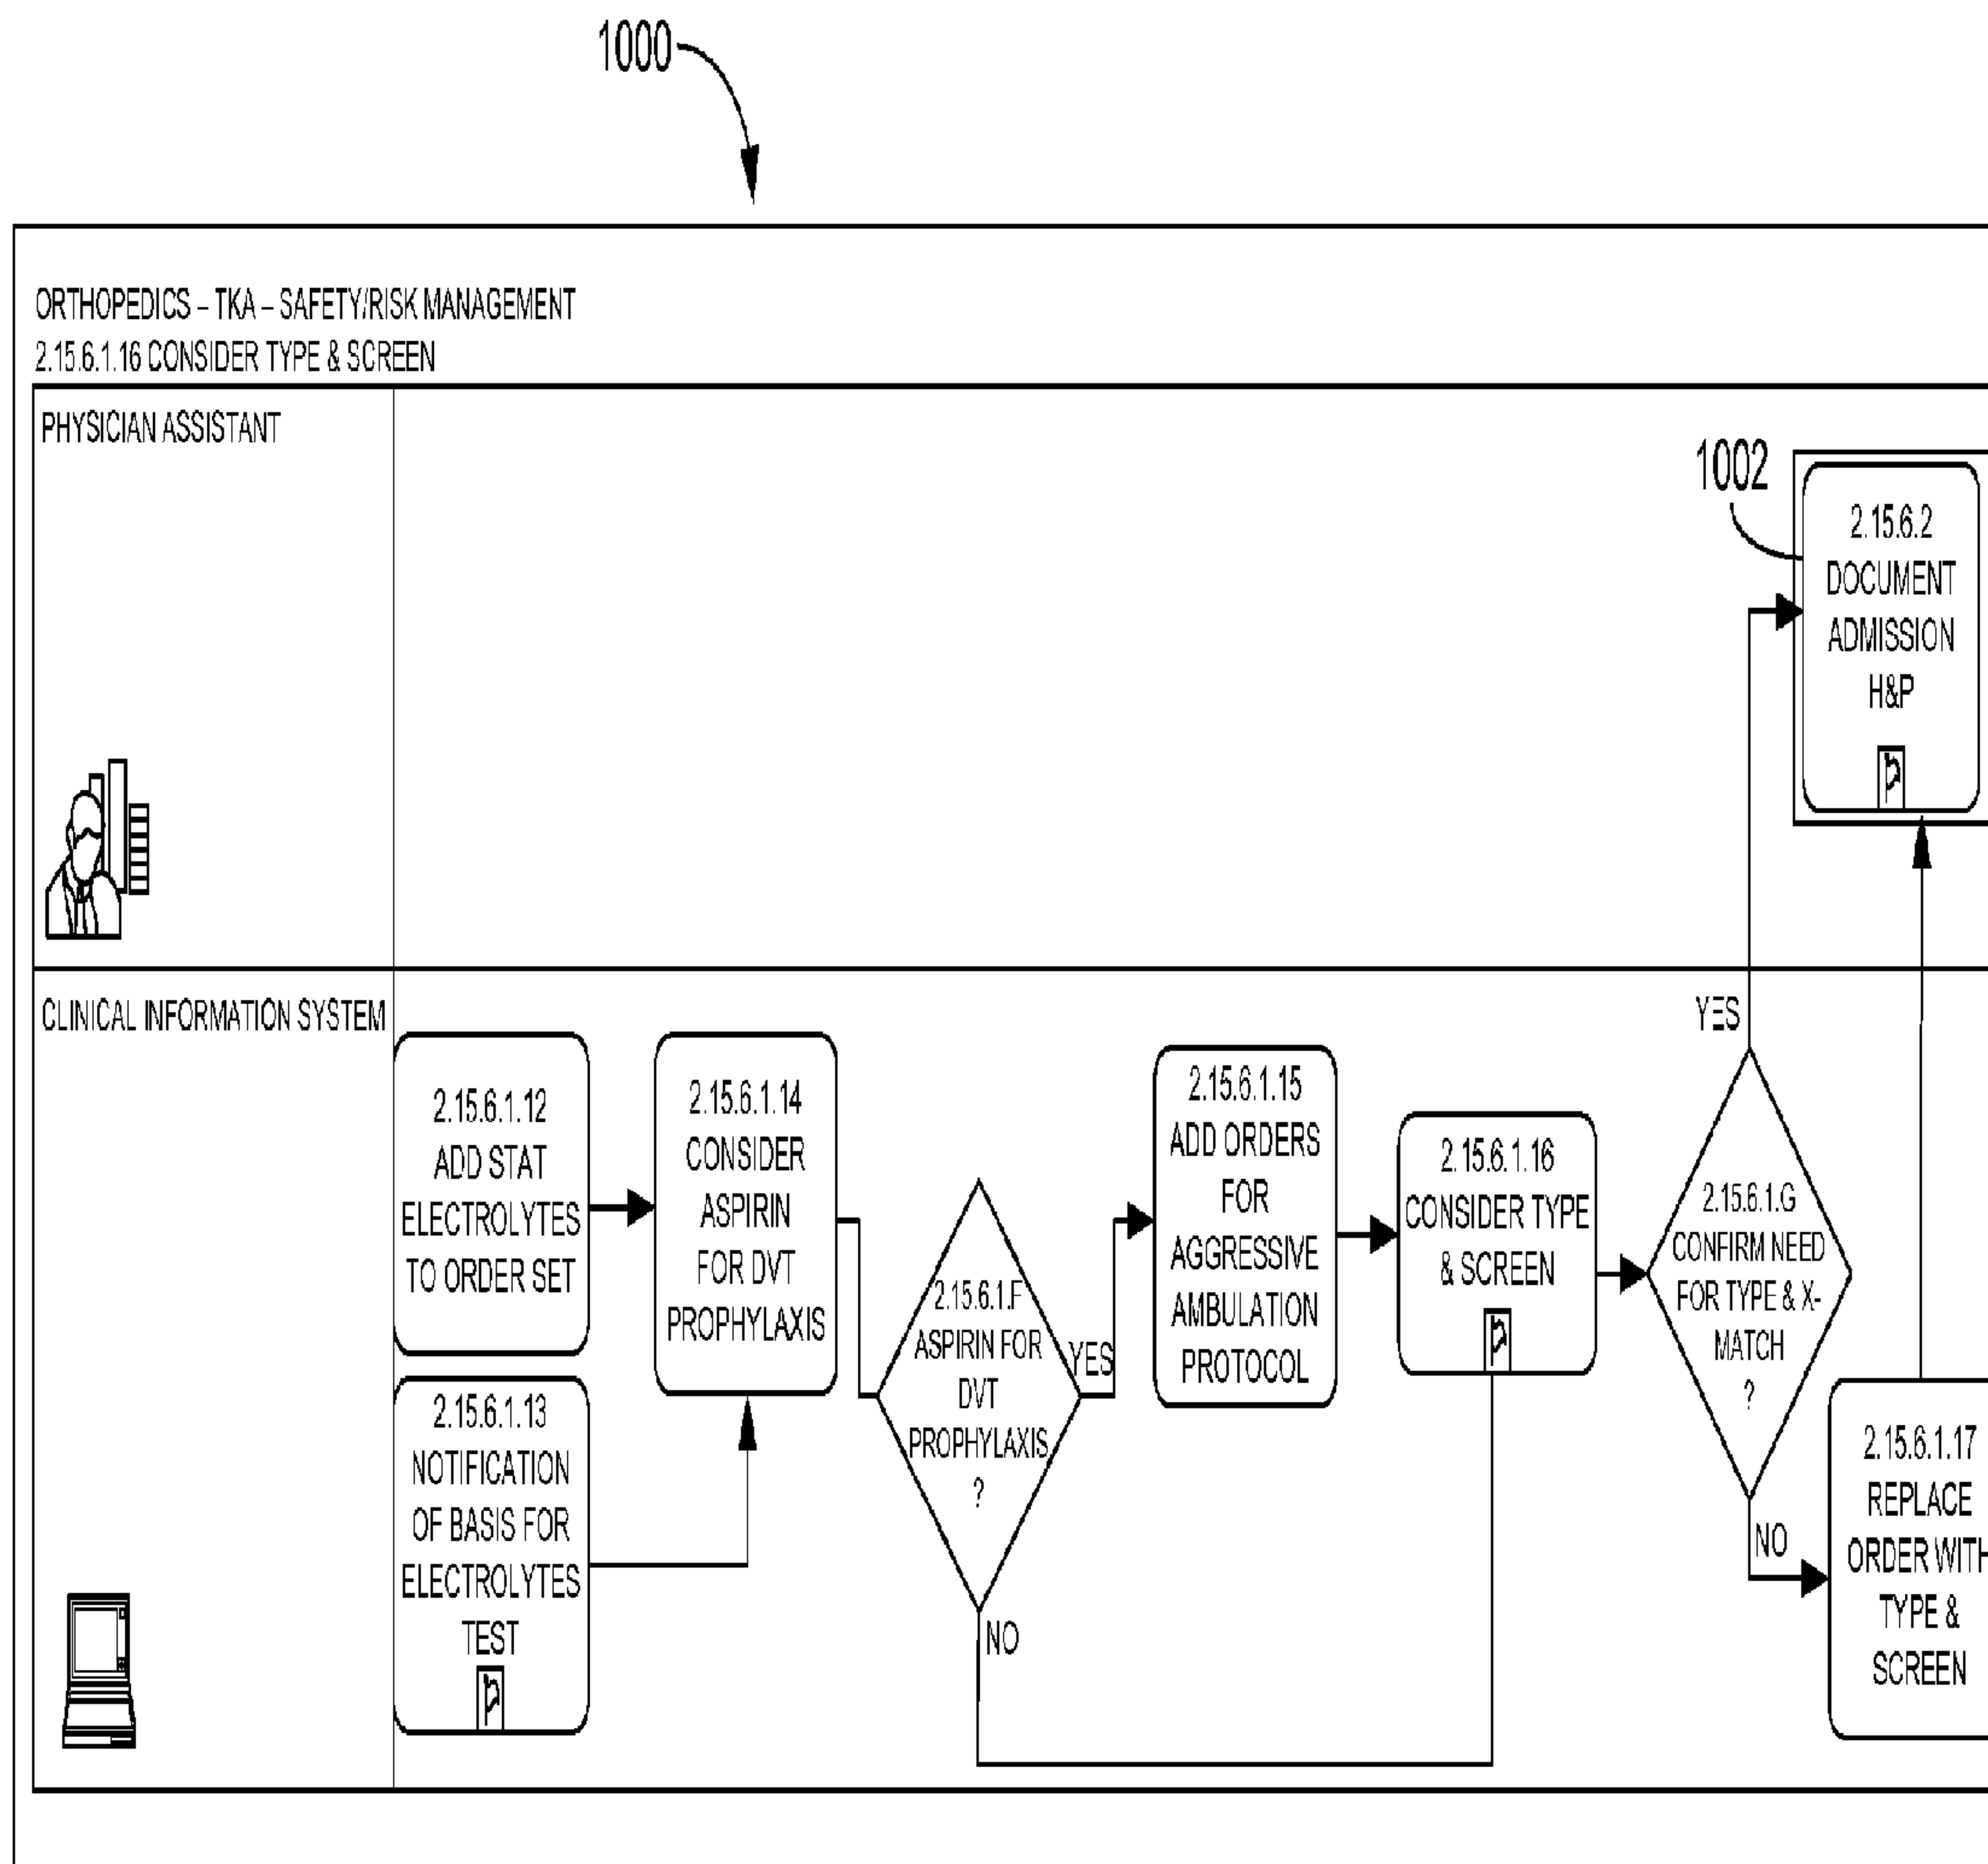 1000
ORTHOPEDICS – TKA – SAFETY/RISK MANAGEMENT
2.15.6.1.16 CONSIDER TYPE & SCREEN
PHYSICIAN ASSISTANT
1002
2.15.6.2
DOCUMENT
ADMISSION
H&P
CLINICAL INFORMATION SYSTEM
2.15.6.1.12
ADD STAT
ELECTROLYTES
TO ORDER SET
2.15.6.1.13
NOTIFICATION
OF BASIS FOR
ELECTROLYTES
TEST
2.15.6.1.14
CONSIDER
ASPIRIN
FOR DVT
PROPHYLAXIS
2.15.6.1.F
ASPIRIN FOR
DVT
PROPHYLAXIS
?
YES
NO
2.15.6.1.15
ADD ORDERS
FOR
AGGRESSIVE
AMBULATION
PROTOCOL
2.15.6.1.16
CONSIDER TYPE
& SCREEN
2.15.6.1.G
CONFIRM NEED
FOR TYPE & X-
MATCH
?
YES
NO
2.15.6.1.17
REPLACE
ORDER WITH
TYPE &
SCREEN